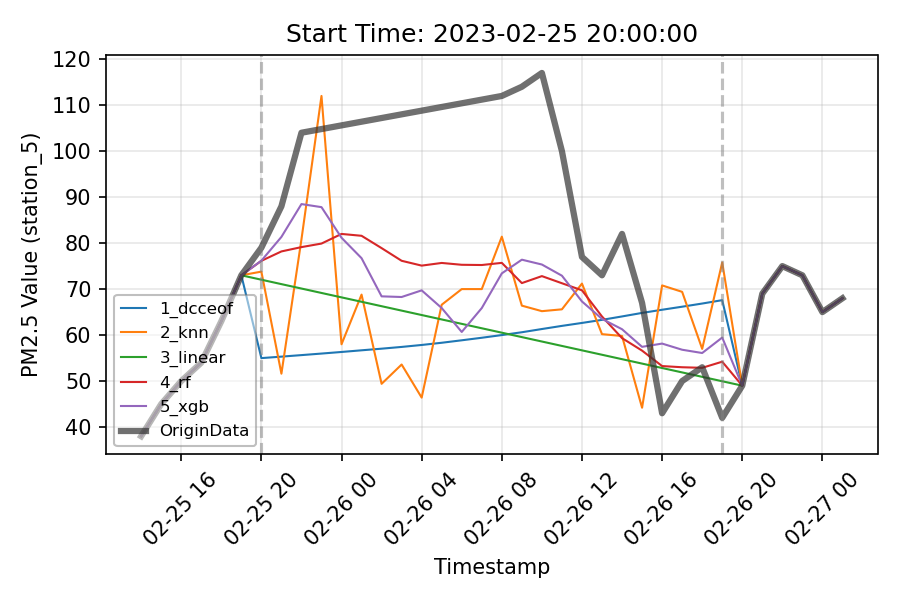 Start Time: 2023-02-25 20:00:00
PM2.5 Value (station_5)
120
110
100
90
80
70
60
50
40
1_dcceof
2_knn
3_linear
4_rf
5_xgb
OriginData
02-25 16
02-25 20
02-26 00
02-26 04
02-26 08
02-26 12
02-26 16
02-26 20
02-27 00
Timestamp